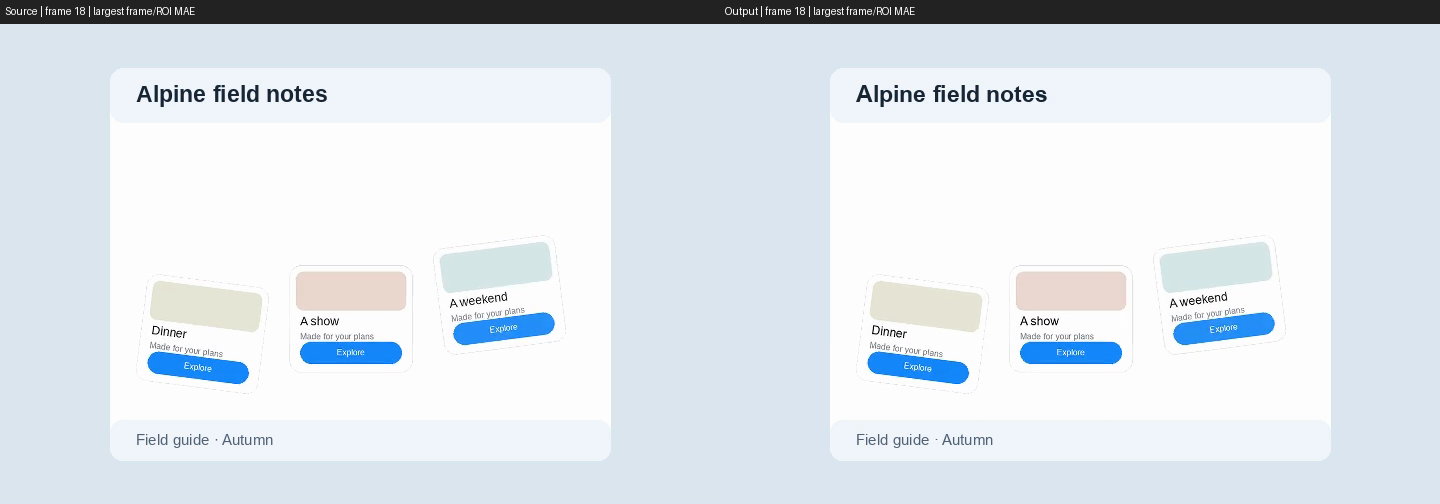 Source | frame 18 | largest frame/ROI MAE
Output | frame 18 | largest frame/ROI MAE
Alpine field notes
Dinner
Made for your plans
Explore
A show
Made for your plans
Explore
A weekend
Made for your plans
Explore
Field guide · Autumn
Alpine field notes
Dinner
Made for your plans
Explore
A show
Made for your plans
Explore
A weekend
Made for your plans
Explore
Field guide · Autumn